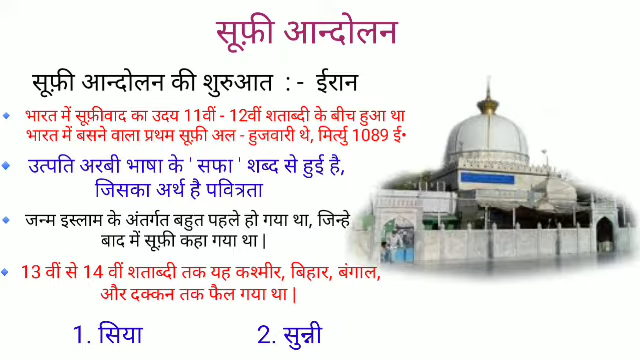 सूफ़ी आन्दोलन
सूफ़ी आन्दोलन की शुरुआत :- ईरान
भारत में सूफ़ीवाद का उदय 11वीं - 12वीं शताब्दी के बीच हुआ था
भारत में बसने वाला प्रथम सूफ़ी अल - हुजवारी थे, मिर्त्यु 1089 ई•
उत्पति अरबी भाषा के ' सफा ' शब्द से हुई है,
जिसका अर्थ है पवित्रता
जन्म इस्लाम के अंतर्गत बहुत पहले हो गया था, जिन्हे
बाद में सूफ़ी कहा गया था |
13 वीं से 14 वीं शताब्दी तक यह कश्मीर, बिहार, बंगाल,
और दक्कन तक फैल गया था |
1. सिया 2. सुन्नी